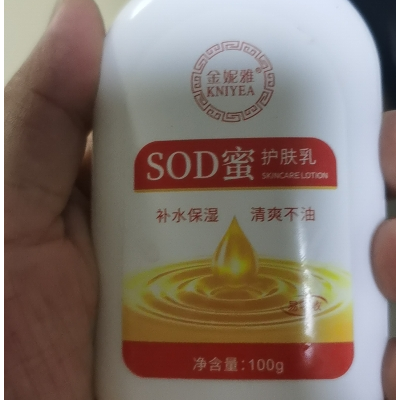 金妮雅®
KNIYEA
SOD蜜 护肤乳
SKINCARE LOTION
补水保湿 清爽不油
净含量:100g